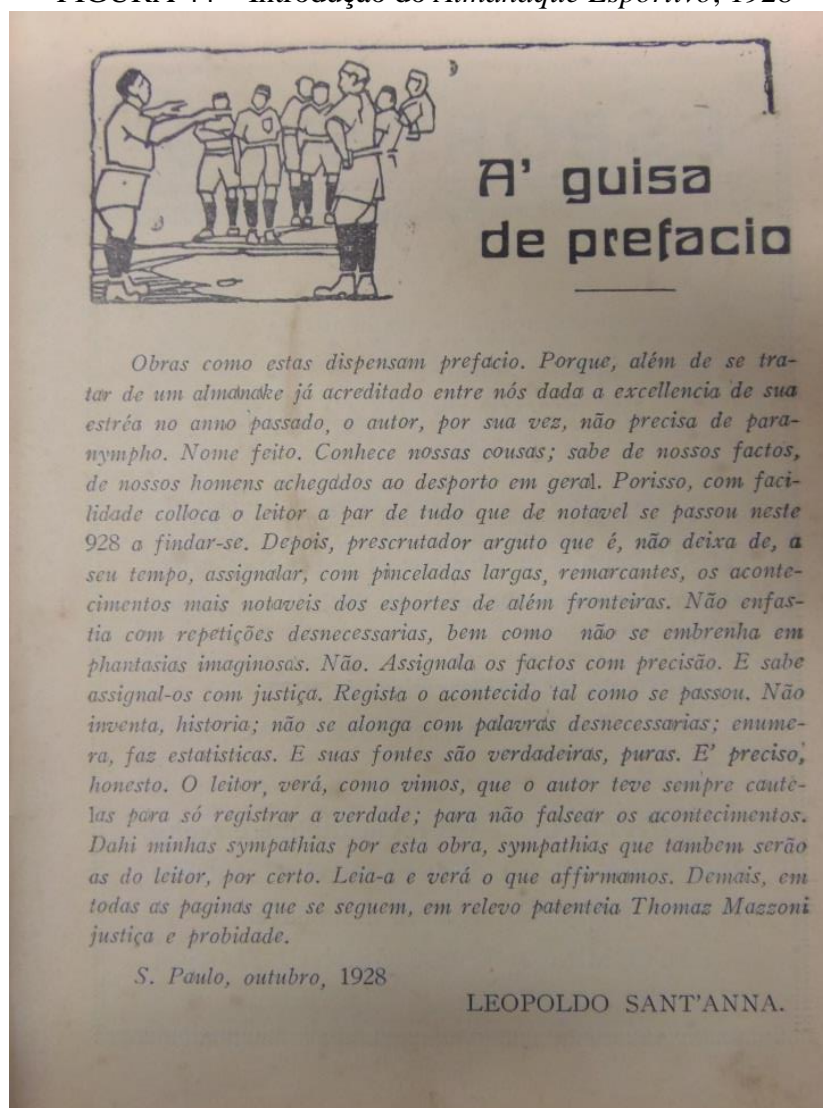 Introdução do Almanaque Esportivo, 1928
A' guisa
de prefacio
Obras como estas dispensam prefacio. Porque, além de se tra-
tar de um almanake já acreditado entre nós dada a excellencia de sua
estréa no anno passado, o autor, por sua vez, não precisa de para-
nympho. Nome feito. Conhece nossas cousas; sabe de nossos factos,
de nossos homens achegados ao desporto em geral. Porisso, com faci-
lidade colloca o leitor a par de tudo que de notavel se passou neste
928 a findar-se. Depois, prescrutador arguto que é, não deixa de, a
seu tempo, assignalar, com pinceladas largas, remarcantes, os aconte-
cimentos mais notaveis dos esportes de além fronteiras. Não enfas-
tia com repetições desnecessarias, bem como não se embrenha em
phantasias imaginosas. Não. Assignala os factos com precisão. E sabe
assignal-os com justiça. Regista o acontecido tal como se passou. Não
inventa, historia; não se alonga com palavras desnecessarias; enume-
ra, faz estatisticas. E suas fontes são verdadeiras, puras. E' preciso,
honesto. O leitor, verá, como vimos, que o autor teve sempre caute-
las para só registrar a verdade; para não falsear os acontecimentos.
Dahi minhas sympathias por esta obra, sympathias que tambem serão
as do leitor, por certo. Leia-a e verá o que affirmamos. Demais, em
todas as paginas que se seguem, em relevo patenteia Thomaz Mazzoni
justiça e probidade.
S. Paulo, outubro, 1928
LEOPOLDO SANT'ANNA.